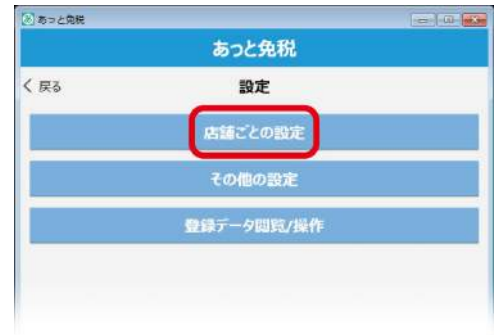 あっと免税
あっと免税
く 戻る 設定
店舗ごとの設定
その他の設定
登録データ閲覧/操作